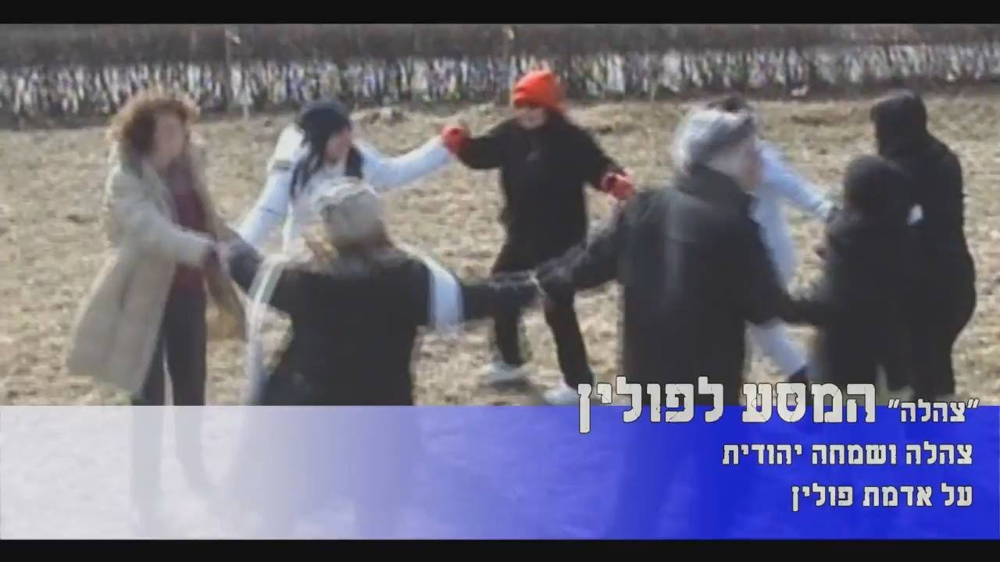 "צהלה" המסע לפולין
צהלה ושמחה יהודית
על אדמת פולין